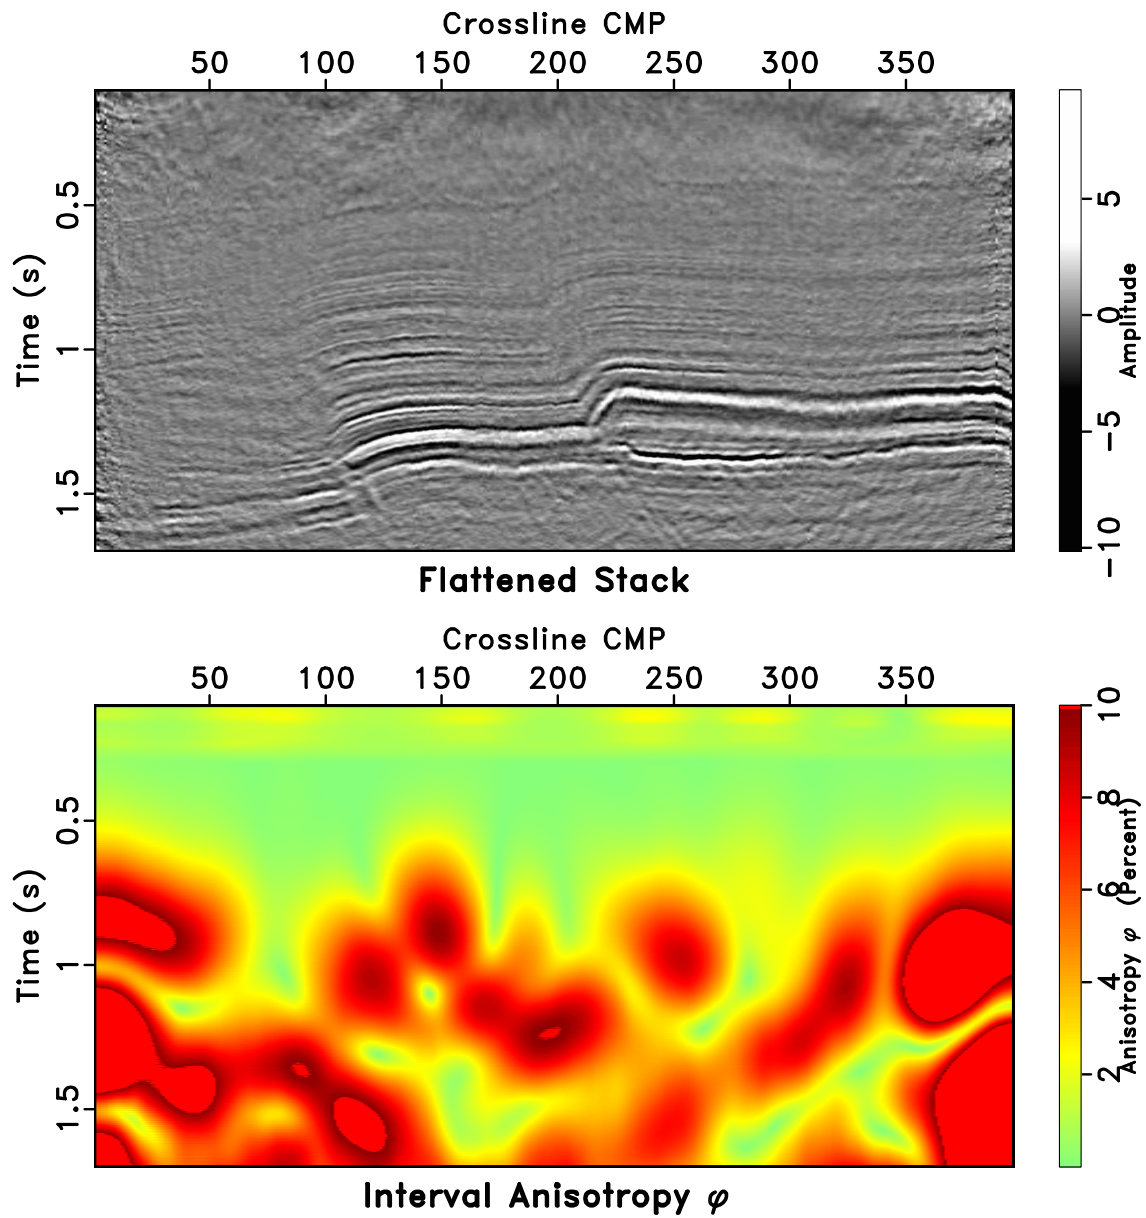 Crossline CMP
50 100 150 200 250 300 350
Time (s)
0.5
1
1.5
5
0
−5
−10
Amplitude
Flattened Stack
Crossline CMP
50 100 150 200 250 300 350
Time (s)
0.5
1
1.5
10
8
6
4
2
Anisotropy φ (Percent)
Interval Anisotropy φ